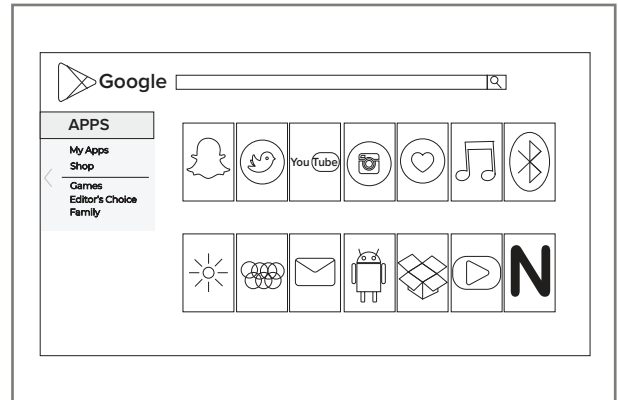 Google
APPS
My Apps
Shop
Games
Editor's Choice
Family
You Tube
N